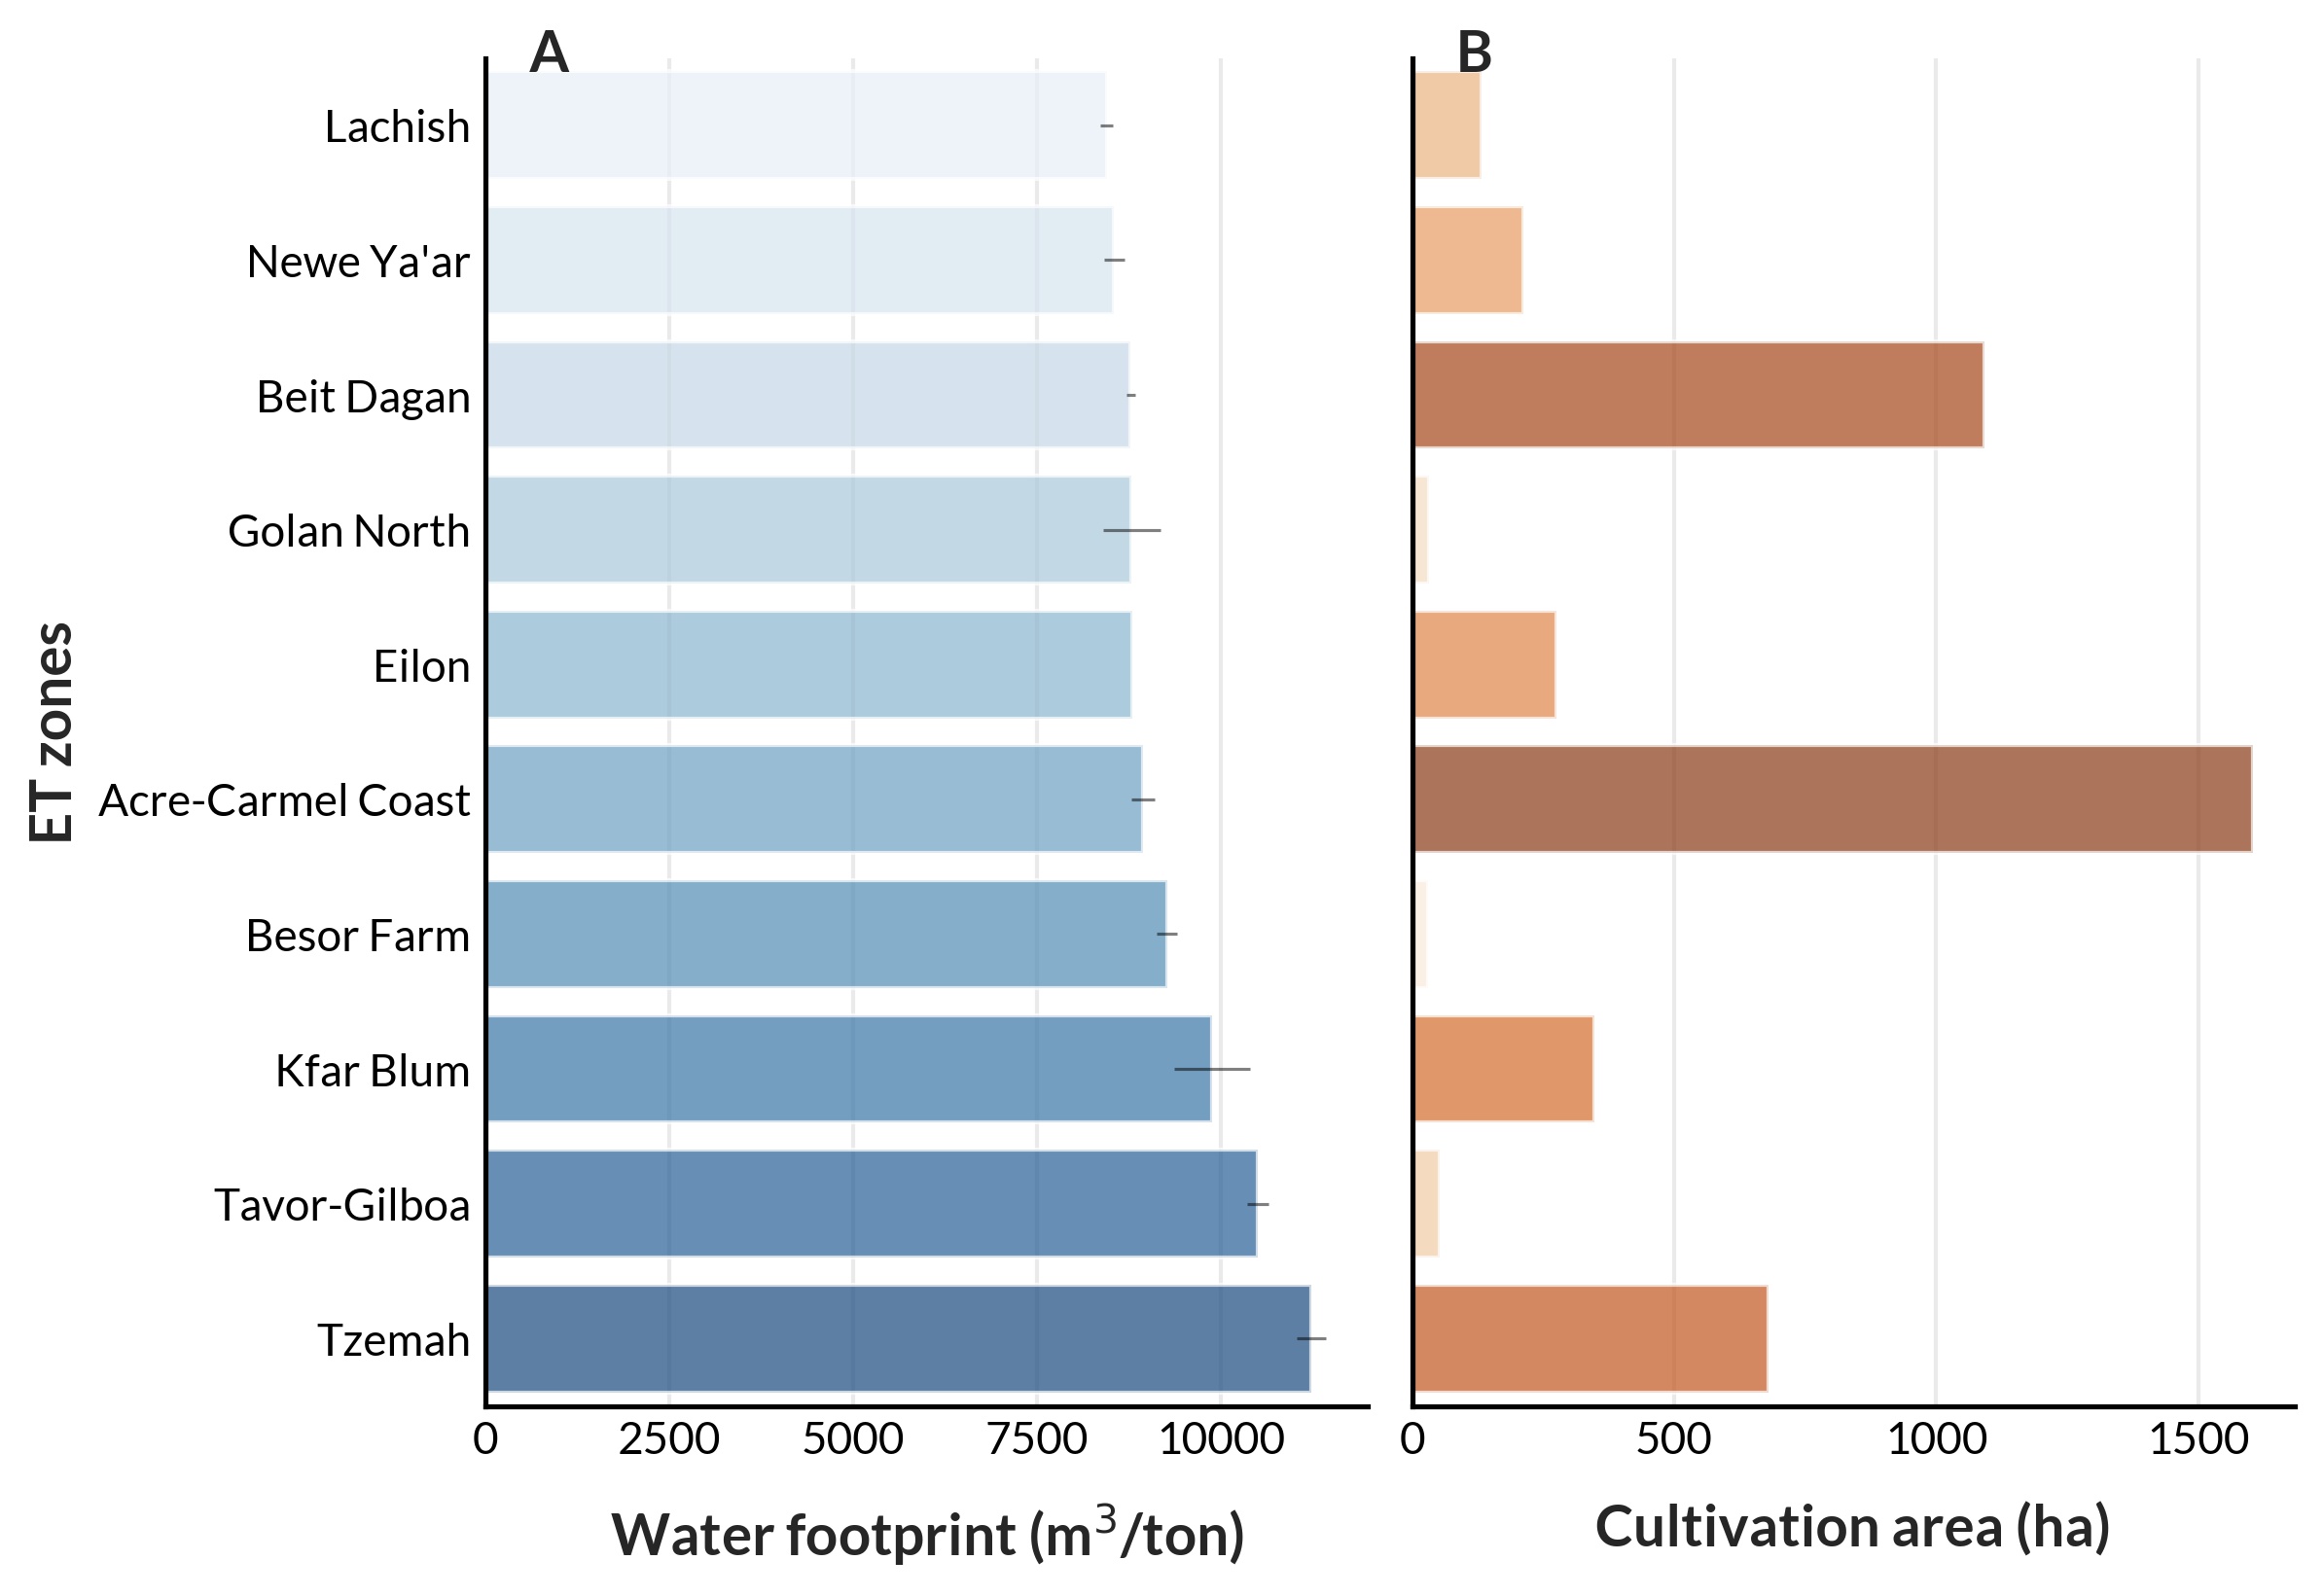 A
B
Lachish
Newe Ya'ar
Beit Dagan
Golan North
Eilon
Acre-Carmel Coast
Besor Farm
Kfar Blum
Tavor-Gilboa
Tzemah
ET zones
0 2500 5000 7500 10000
0 500 1000 1500
Water footprint (m³/ton)
Cultivation area (ha)